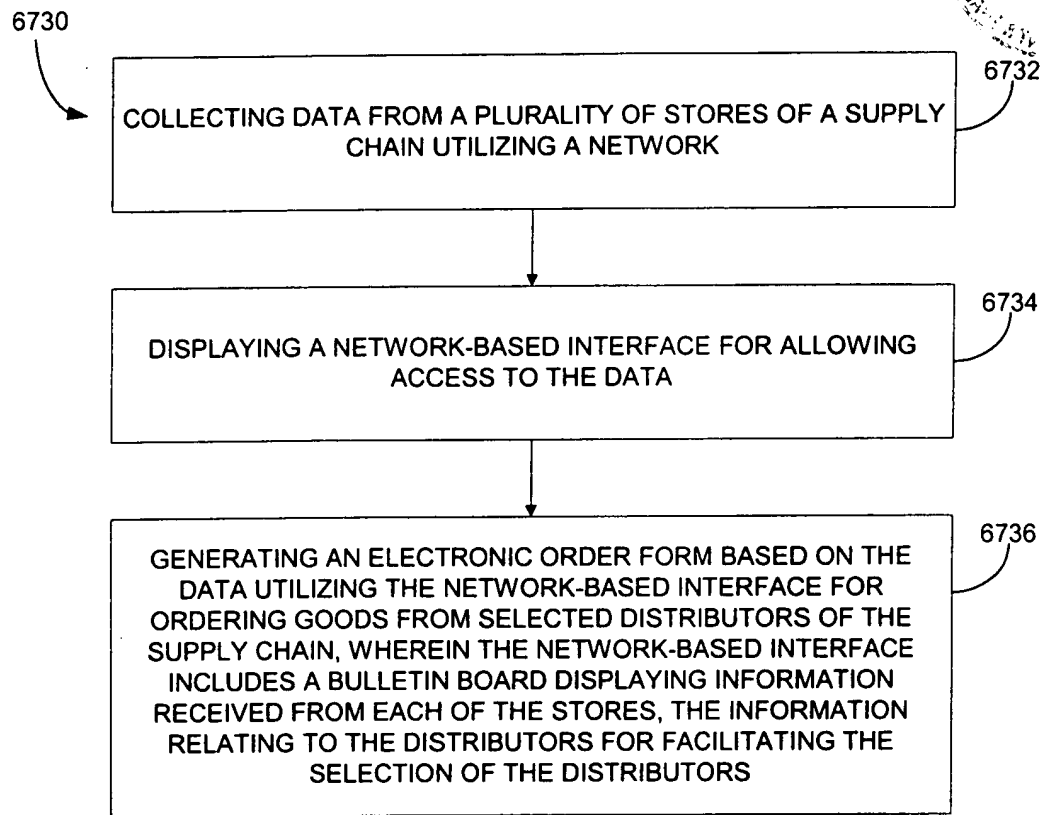 6730
6732
COLLECTING DATA FROM A PLURALITY OF STORES OF A SUPPLY
CHAIN UTILIZING A NETWORK
6734
DISPLAYING A NETWORK-BASED INTERFACE FOR ALLOWING
ACCESS TO THE DATA
6736
GENERATING AN ELECTRONIC ORDER FORM BASED ON THE
DATA UTILIZING THE NETWORK-BASED INTERFACE FOR
ORDERING GOODS FROM SELECTED DISTRIBUTORS OF THE
SUPPLY CHAIN, WHEREIN THE NETWORK-BASED INTERFACE
INCLUDES A BULLETIN BOARD DISPLAYING INFORMATION
RECEIVED FROM EACH OF THE STORES, THE INFORMATION
RELATING TO THE DISTRIBUTORS FOR FACILITATING THE
SELECTION OF THE DISTRIBUTORS